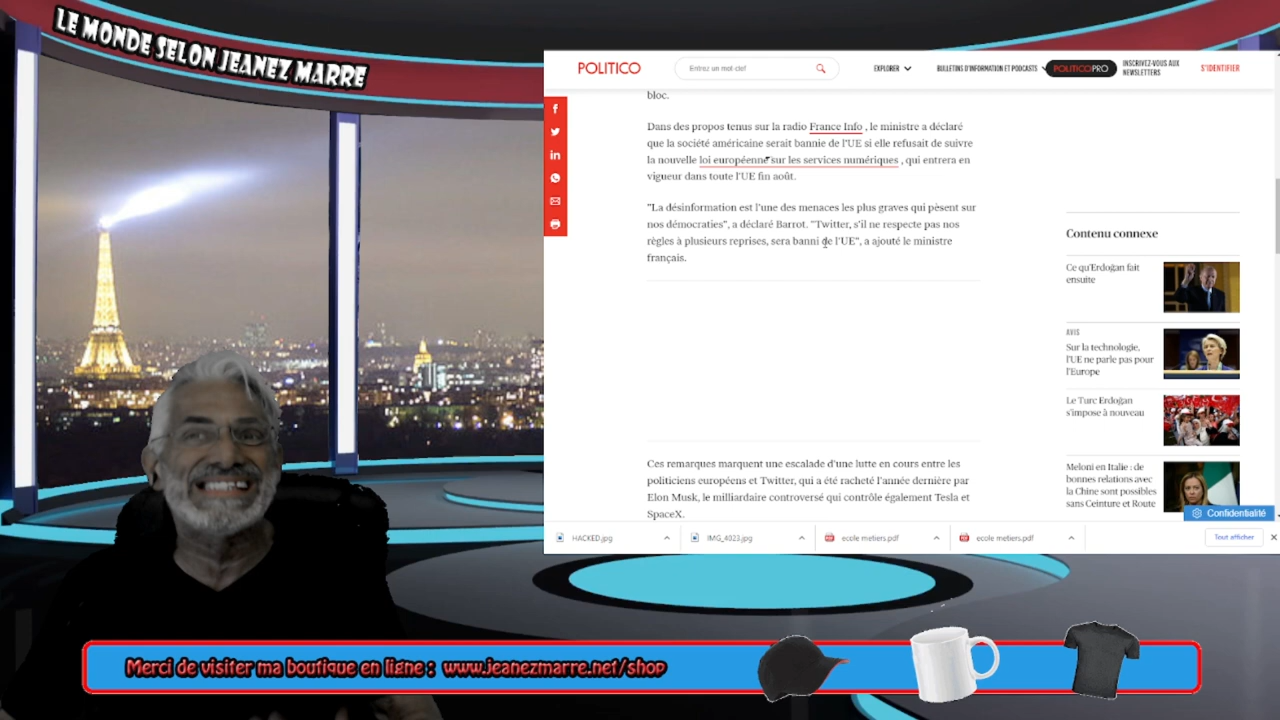 LE MONDE SELON JEANEZ MARRE
POLITICO
Entrez un mot-clef
EXPLORER
BULLETINS D'INFORMATION ET PODCASTS
POLITICOPRO
INSCRIVEZ-VOUS AUX
NEWSLETTERS
S'IDENTIFIER
bloc.
Dans des propos tenus sur la radio France Info , le ministre a déclaré
que la société américaine serait bannie de l'UE si elle refusait de suivre
la nouvelle loi européenne sur les services numériques , qui entrera en
vigueur dans toute l'UE fin août.
"La désinformation est l'une des menaces les plus graves qui pèsent sur
nos démocraties", a déclaré Barrot. "Twitter, s'il ne respecte pas nos
règles à plusieurs reprises, sera banni de l'UE", a ajouté le ministre
français.
Ces remarques marquent une escalade d'une lutte en cours entre les
politiciens européens et Twitter, qui a été racheté l'année dernière par
Elon Musk, le milliardaire controversé qui contrôle également Tesla et
SpaceX.
Contenu connexe
Ce qu'Erdoğan fait
ensuite
AVIS
Sur la technologie,
l'UE ne parle pas pour
l'Europe
Le Turc Erdoğan
s'impose à nouveau
Meloni en Italie : de
bonnes relations avec
la Chine sont possibles
sans Ceinture et Route
Confidentialité
HACKED.jpg
IMG_4023.jpg
ecole metiers.pdf
ecole metiers.pdf
Tout afficher
Merci de visiter ma boutique en ligne : www.jeanezmarre.net/shop